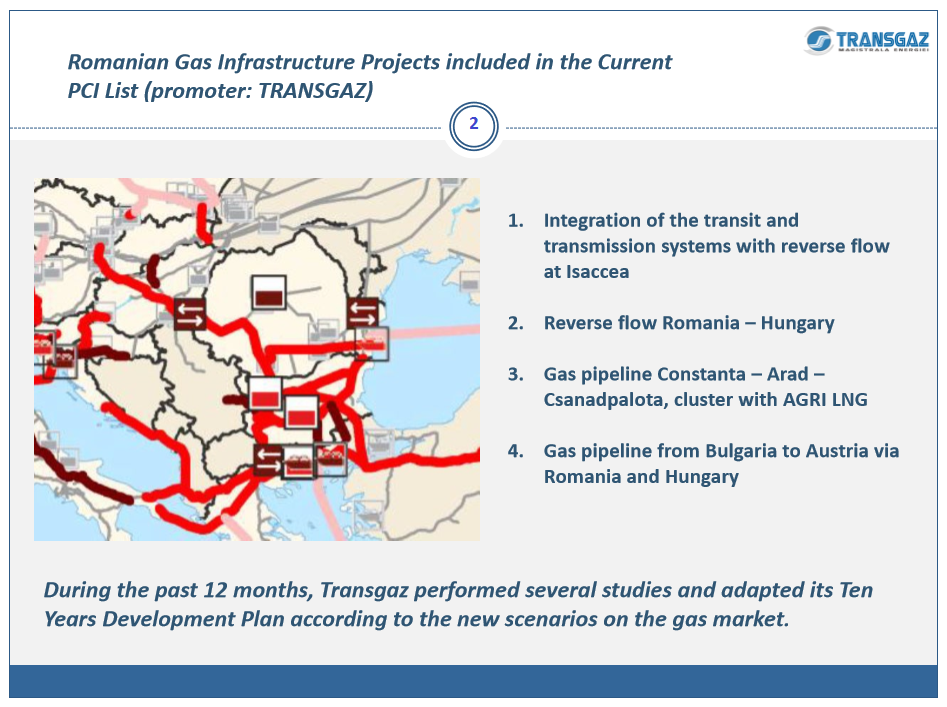 TRANSGAZ
MAGISTRALA ENERGIEI
Romanian Gas Infrastructure Projects included in the Current
PCI List (promoter: TRANSGAZ)
2
1. Integration of the transit and
transmission systems with reverse flow
at Isaccea
2. Reverse flow Romania – Hungary
3. Gas pipeline Constanta – Arad –
Csanadpalota, cluster with AGRI LNG
4. Gas pipeline from Bulgaria to Austria via
Romania and Hungary
During the past 12 months, Transgaz performed several studies and adapted its Ten
Years Development Plan according to the new scenarios on the gas market.